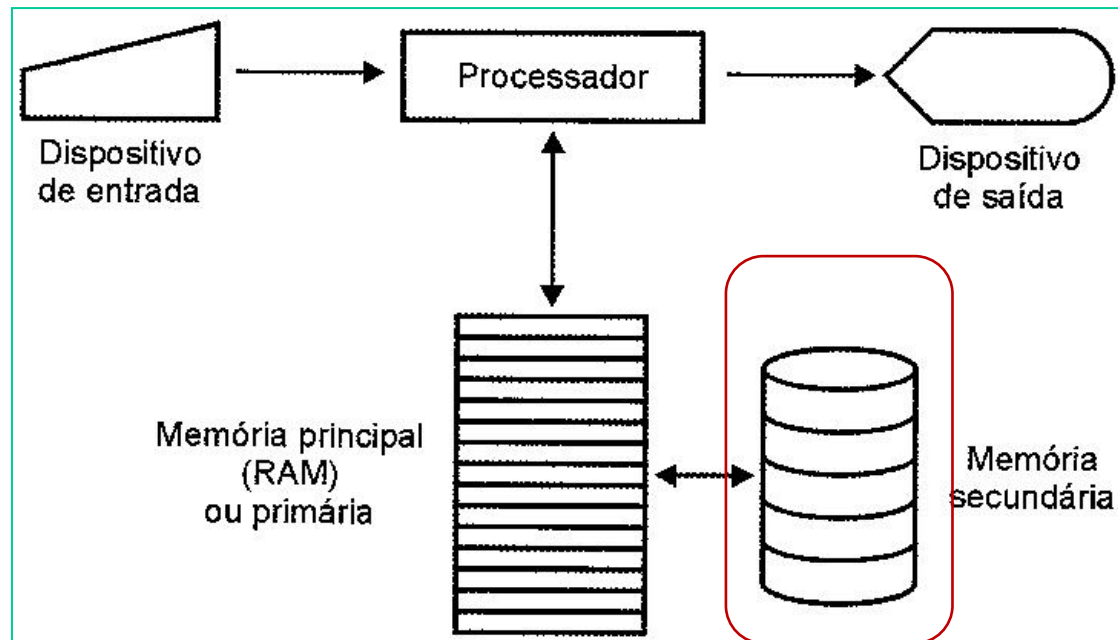 Processador
Dispositivo
de entrada
Dispositivo
de saída
Memória principal
(RAM)
ou primária
Memória
secundária